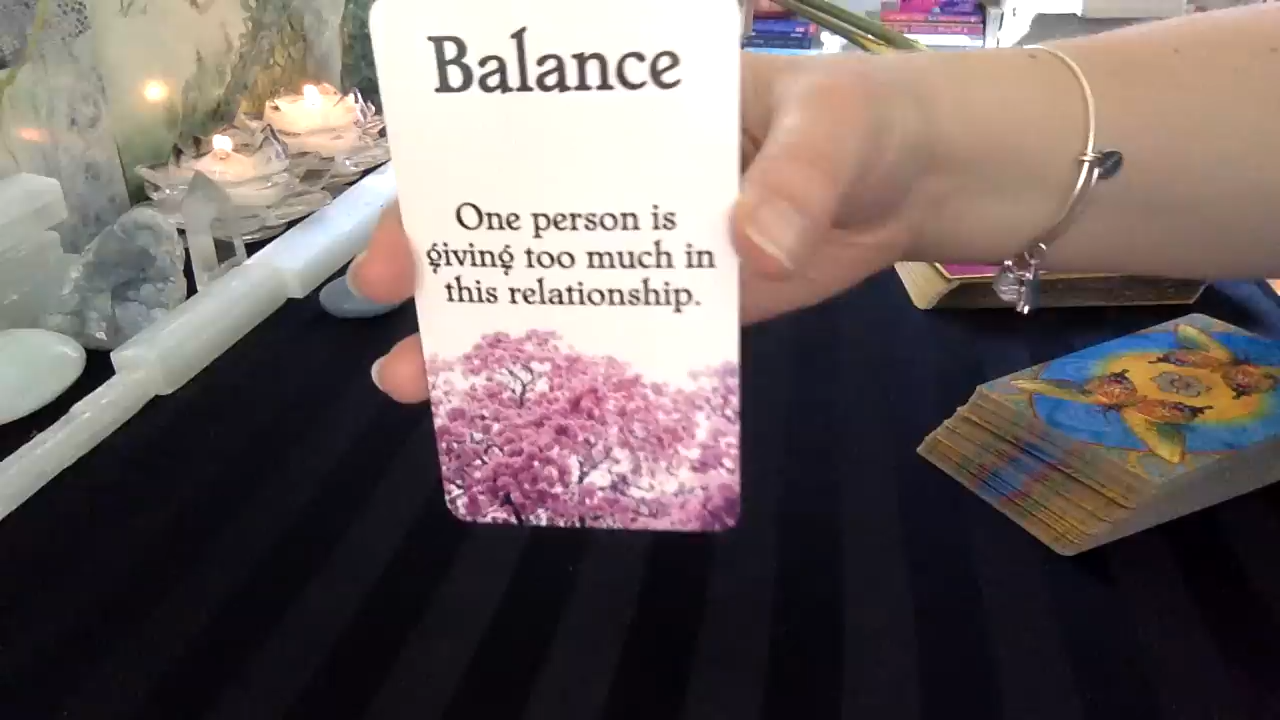 Balance
One person is
giving too much in
this relationship.